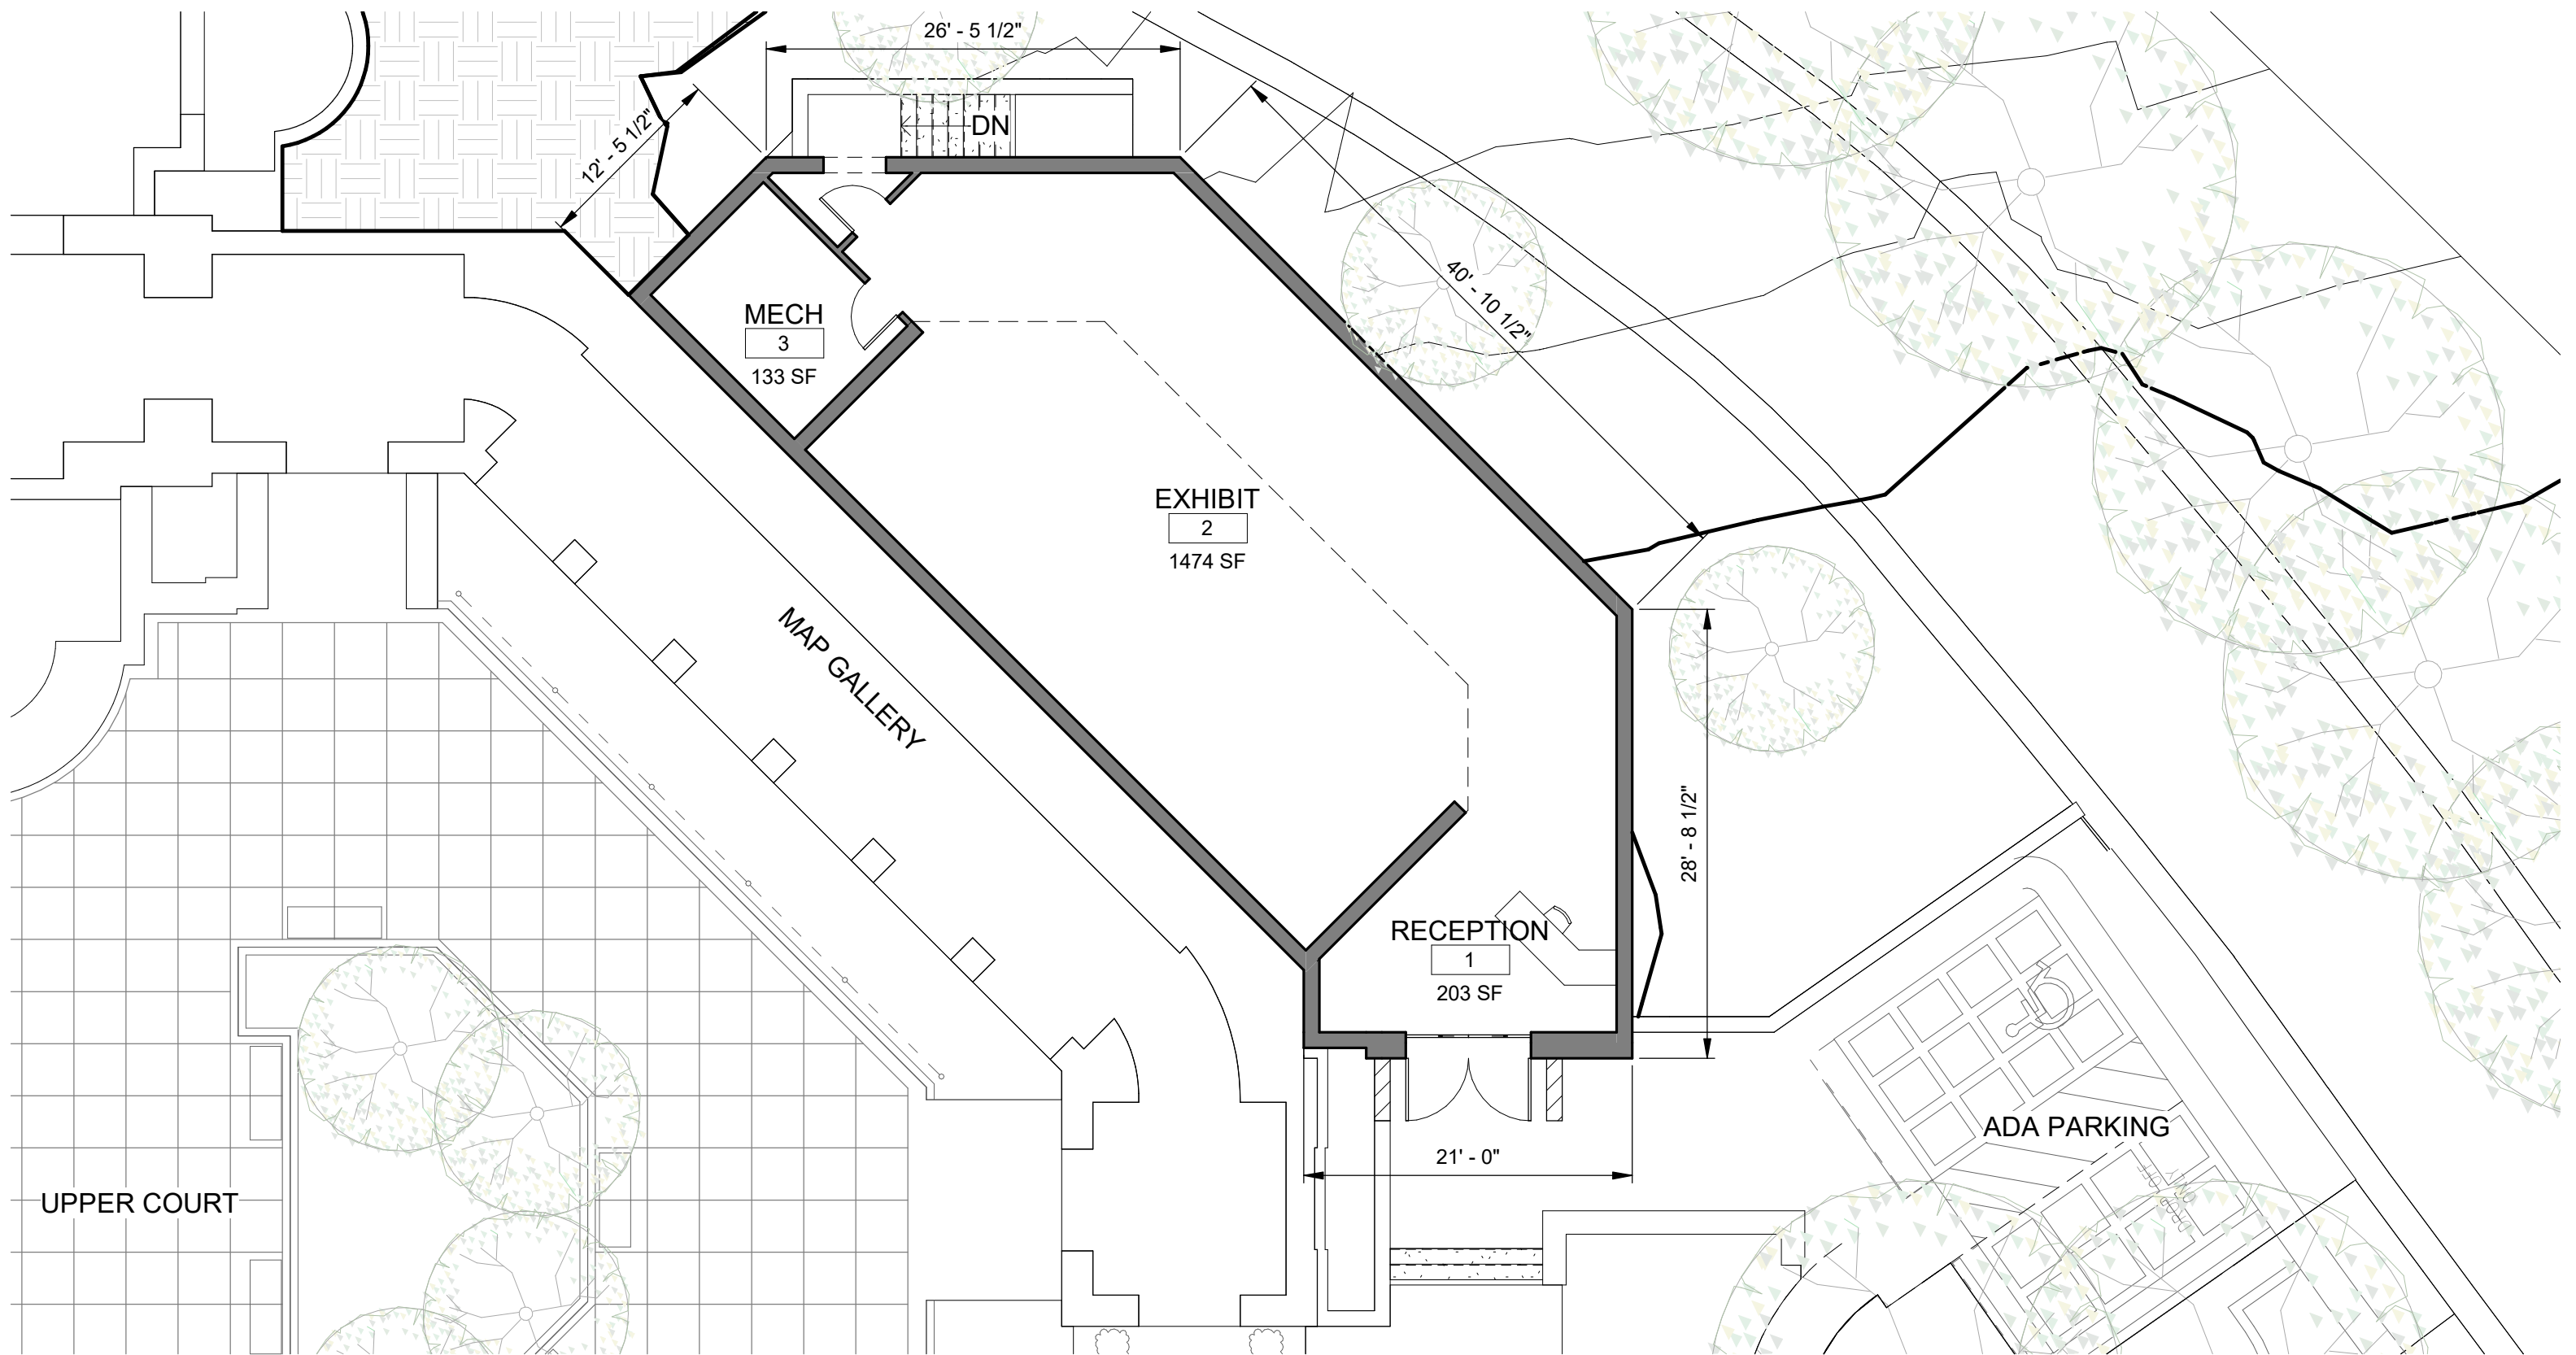 26' - 5 1/2"
DN
12' - 5 1/2"
40' - 10 1/2"
MECH
3
133 SF
EXHIBIT
2
1474 SF
MAP GALLERY
28' - 8 1/2"
RECEPTION
1
203 SF
ADA PARKING
21' - 0"
UPPER COURT